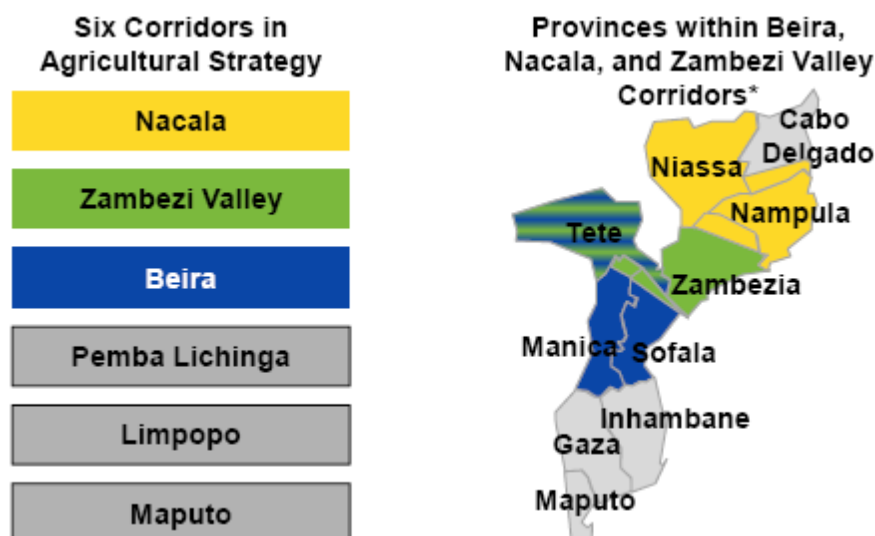 Six Corridors in
Agricultural Strategy
Nacala
Zambezi Valley
Beira
Pemba Lichinga
Limpopo
Maputo
Provinces within Beira,
Nacala, and Zambezi Valley
Corridors*
Cabo
Delgado
Niassa
Nampula
Tete
Zambezia
Manica
Sofala
Inhambane
Gaza
Maputo